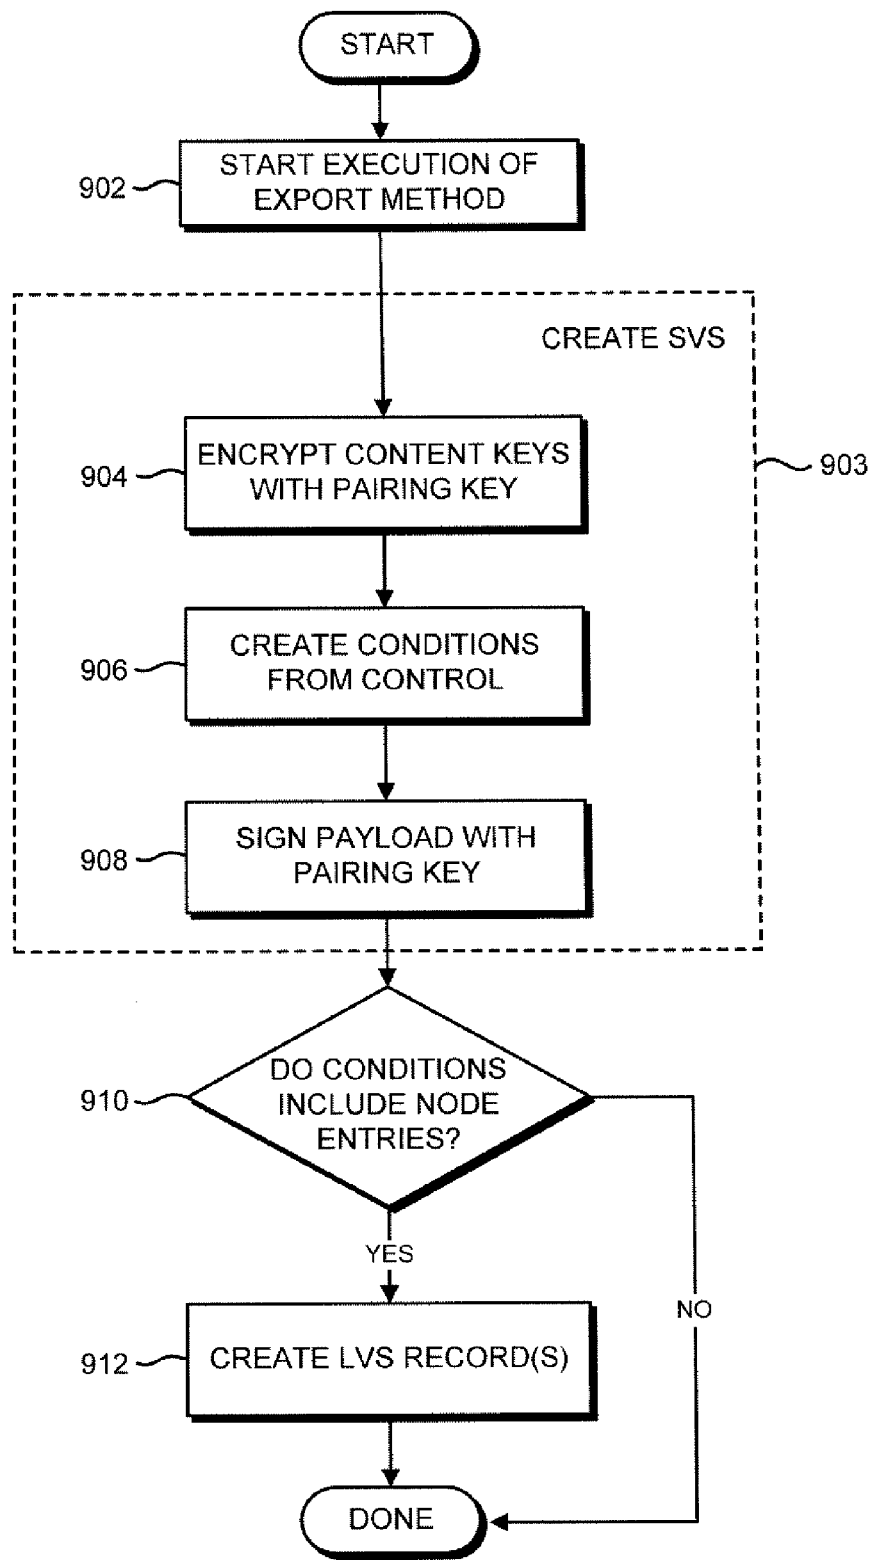 START
902
START EXECUTION OF
EXPORT METHOD
CREATE SVS
903
904
ENCRYPT CONTENT KEYS
WITH PAIRING KEY
906
CREATE CONDITIONS
FROM CONTROL
908
SIGN PAYLOAD WITH
PAIRING KEY
910
DO CONDITIONS
INCLUDE NODE
ENTRIES?
YES
NO
912
CREATE LVS RECORD(S)
DONE